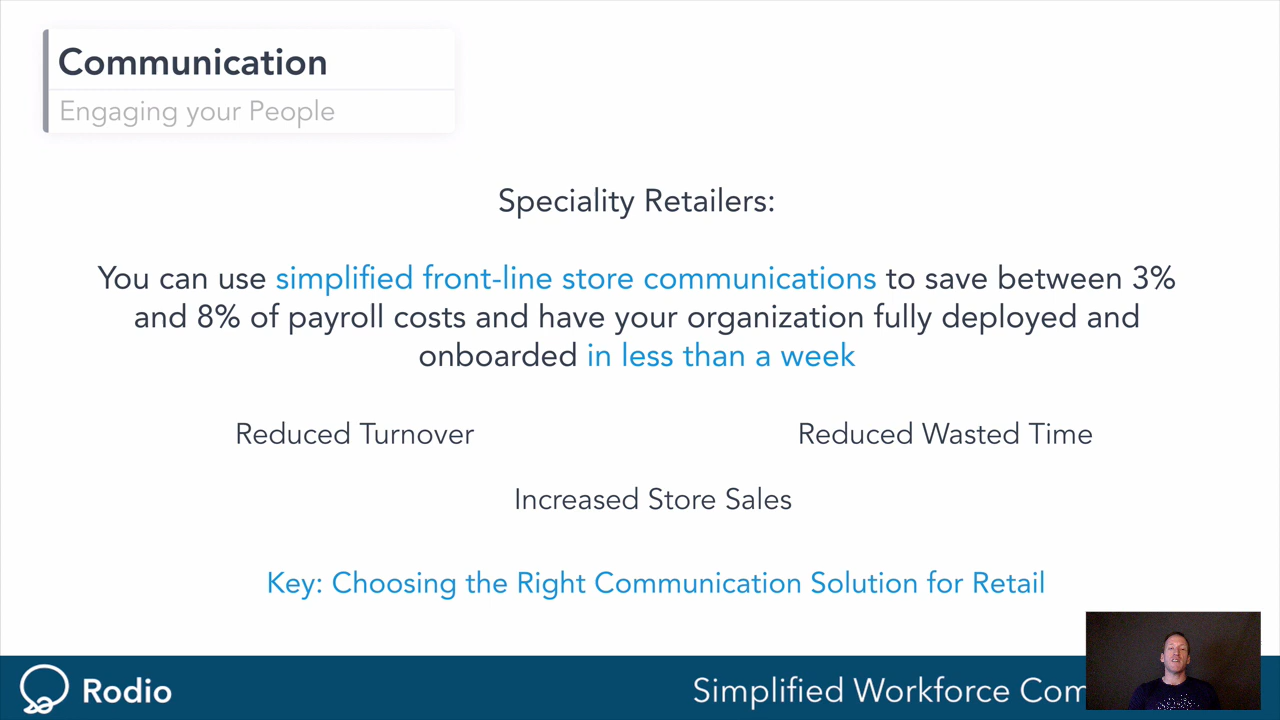 Communication
Engaging your People
Speciality Retailers:
You can use simplified front-line store communications to save between 3%
and 8% of payroll costs and have your organization fully deployed and
onboarded in less than a week
Reduced Turnover
Reduced Wasted Time
Increased Store Sales
Key: Choosing the Right Communication Solution for Retail
Rodio
Simplified Workforce Com